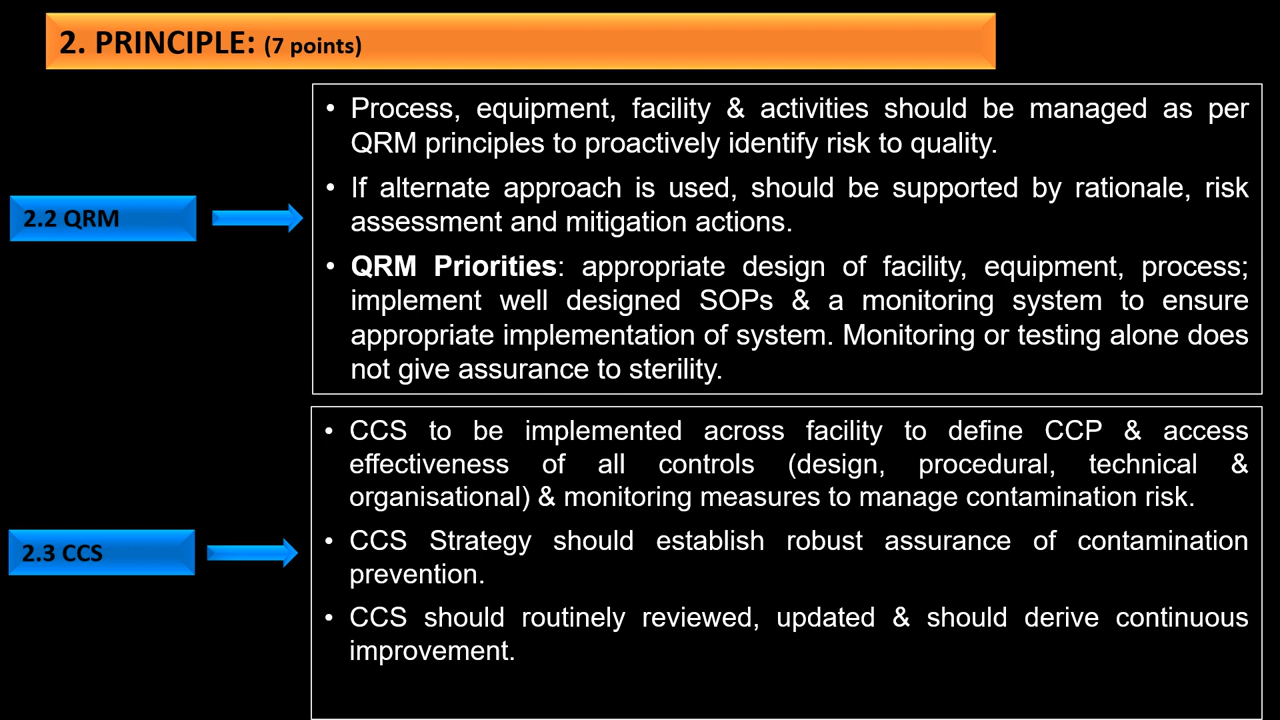 2. PRINCIPLE: (7 points)
2.2 QRM
• Process, equipment, facility & activities should be managed as per
QRM principles to proactively identify risk to quality.
• If alternate approach is used, should be supported by rationale, risk
assessment and mitigation actions.
• QRM Priorities: appropriate design of facility, equipment, process;
implement well designed SOPs & a monitoring system to ensure
appropriate implementation of system. Monitoring or testing alone does
not give assurance to sterility.
2.3 CCS
• CCS to be implemented across facility to define CCP & access
effectiveness of all controls (design, procedural, technical &
organisational) & monitoring measures to manage contamination risk.
• CCS Strategy should establish robust assurance of contamination
prevention.
• CCS should routinely reviewed, updated & should derive continuous
improvement.